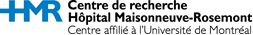 HMR Centre de recherche
Hôpital Maisonneuve-Rosemont
Centre affilié à l'Université de Montréal